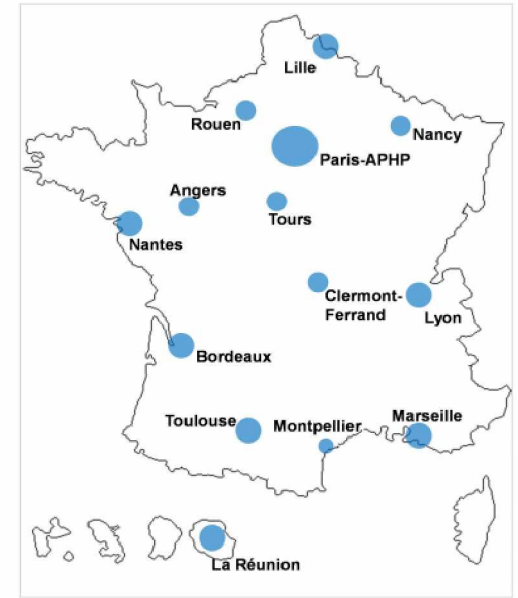 Lille
Rouen
Nancy
Paris-APHP
Angers
Tours
Nantes
Clermont-
Ferrand
Lyon
Bordeaux
Toulouse
Montpellier
Marseille
La Réunion